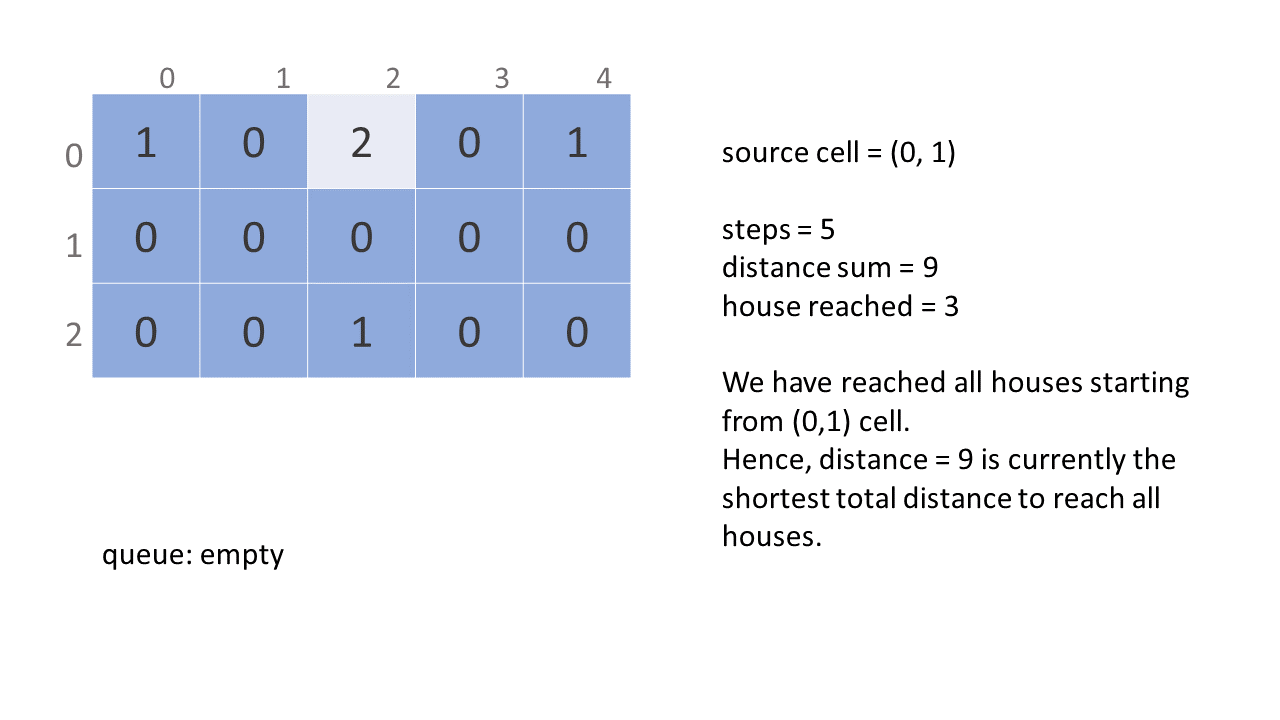 0 1 2 3 4
0 1 0 2 0 1
1 0 0 0 0 0
2 0 0 1 0 0
source cell = (0, 1)
steps = 5
distance sum = 9
house reached = 3
We have reached all houses starting
from (0,1) cell.
Hence, distance = 9 is currently the
shortest total distance to reach all
houses.
queue: empty